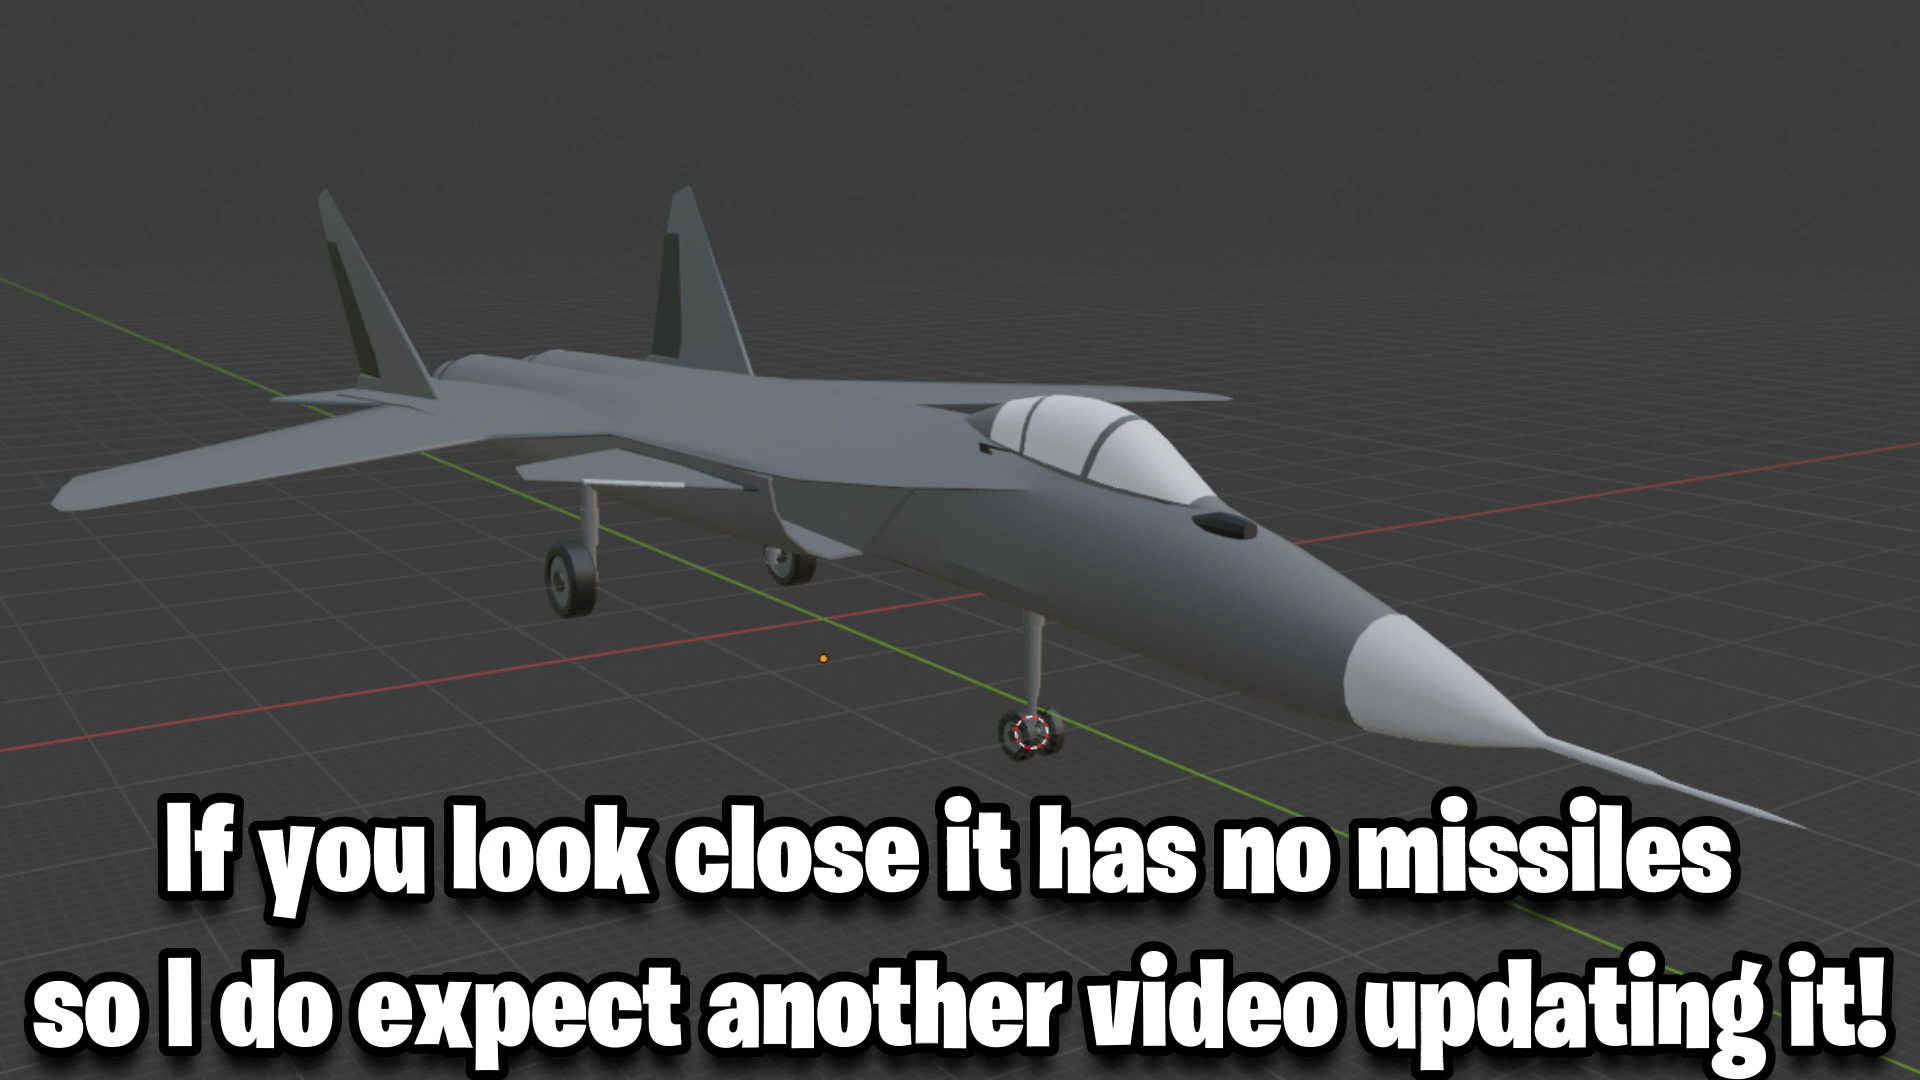 If you look close it has no missiles
so I do expect another video updating it!